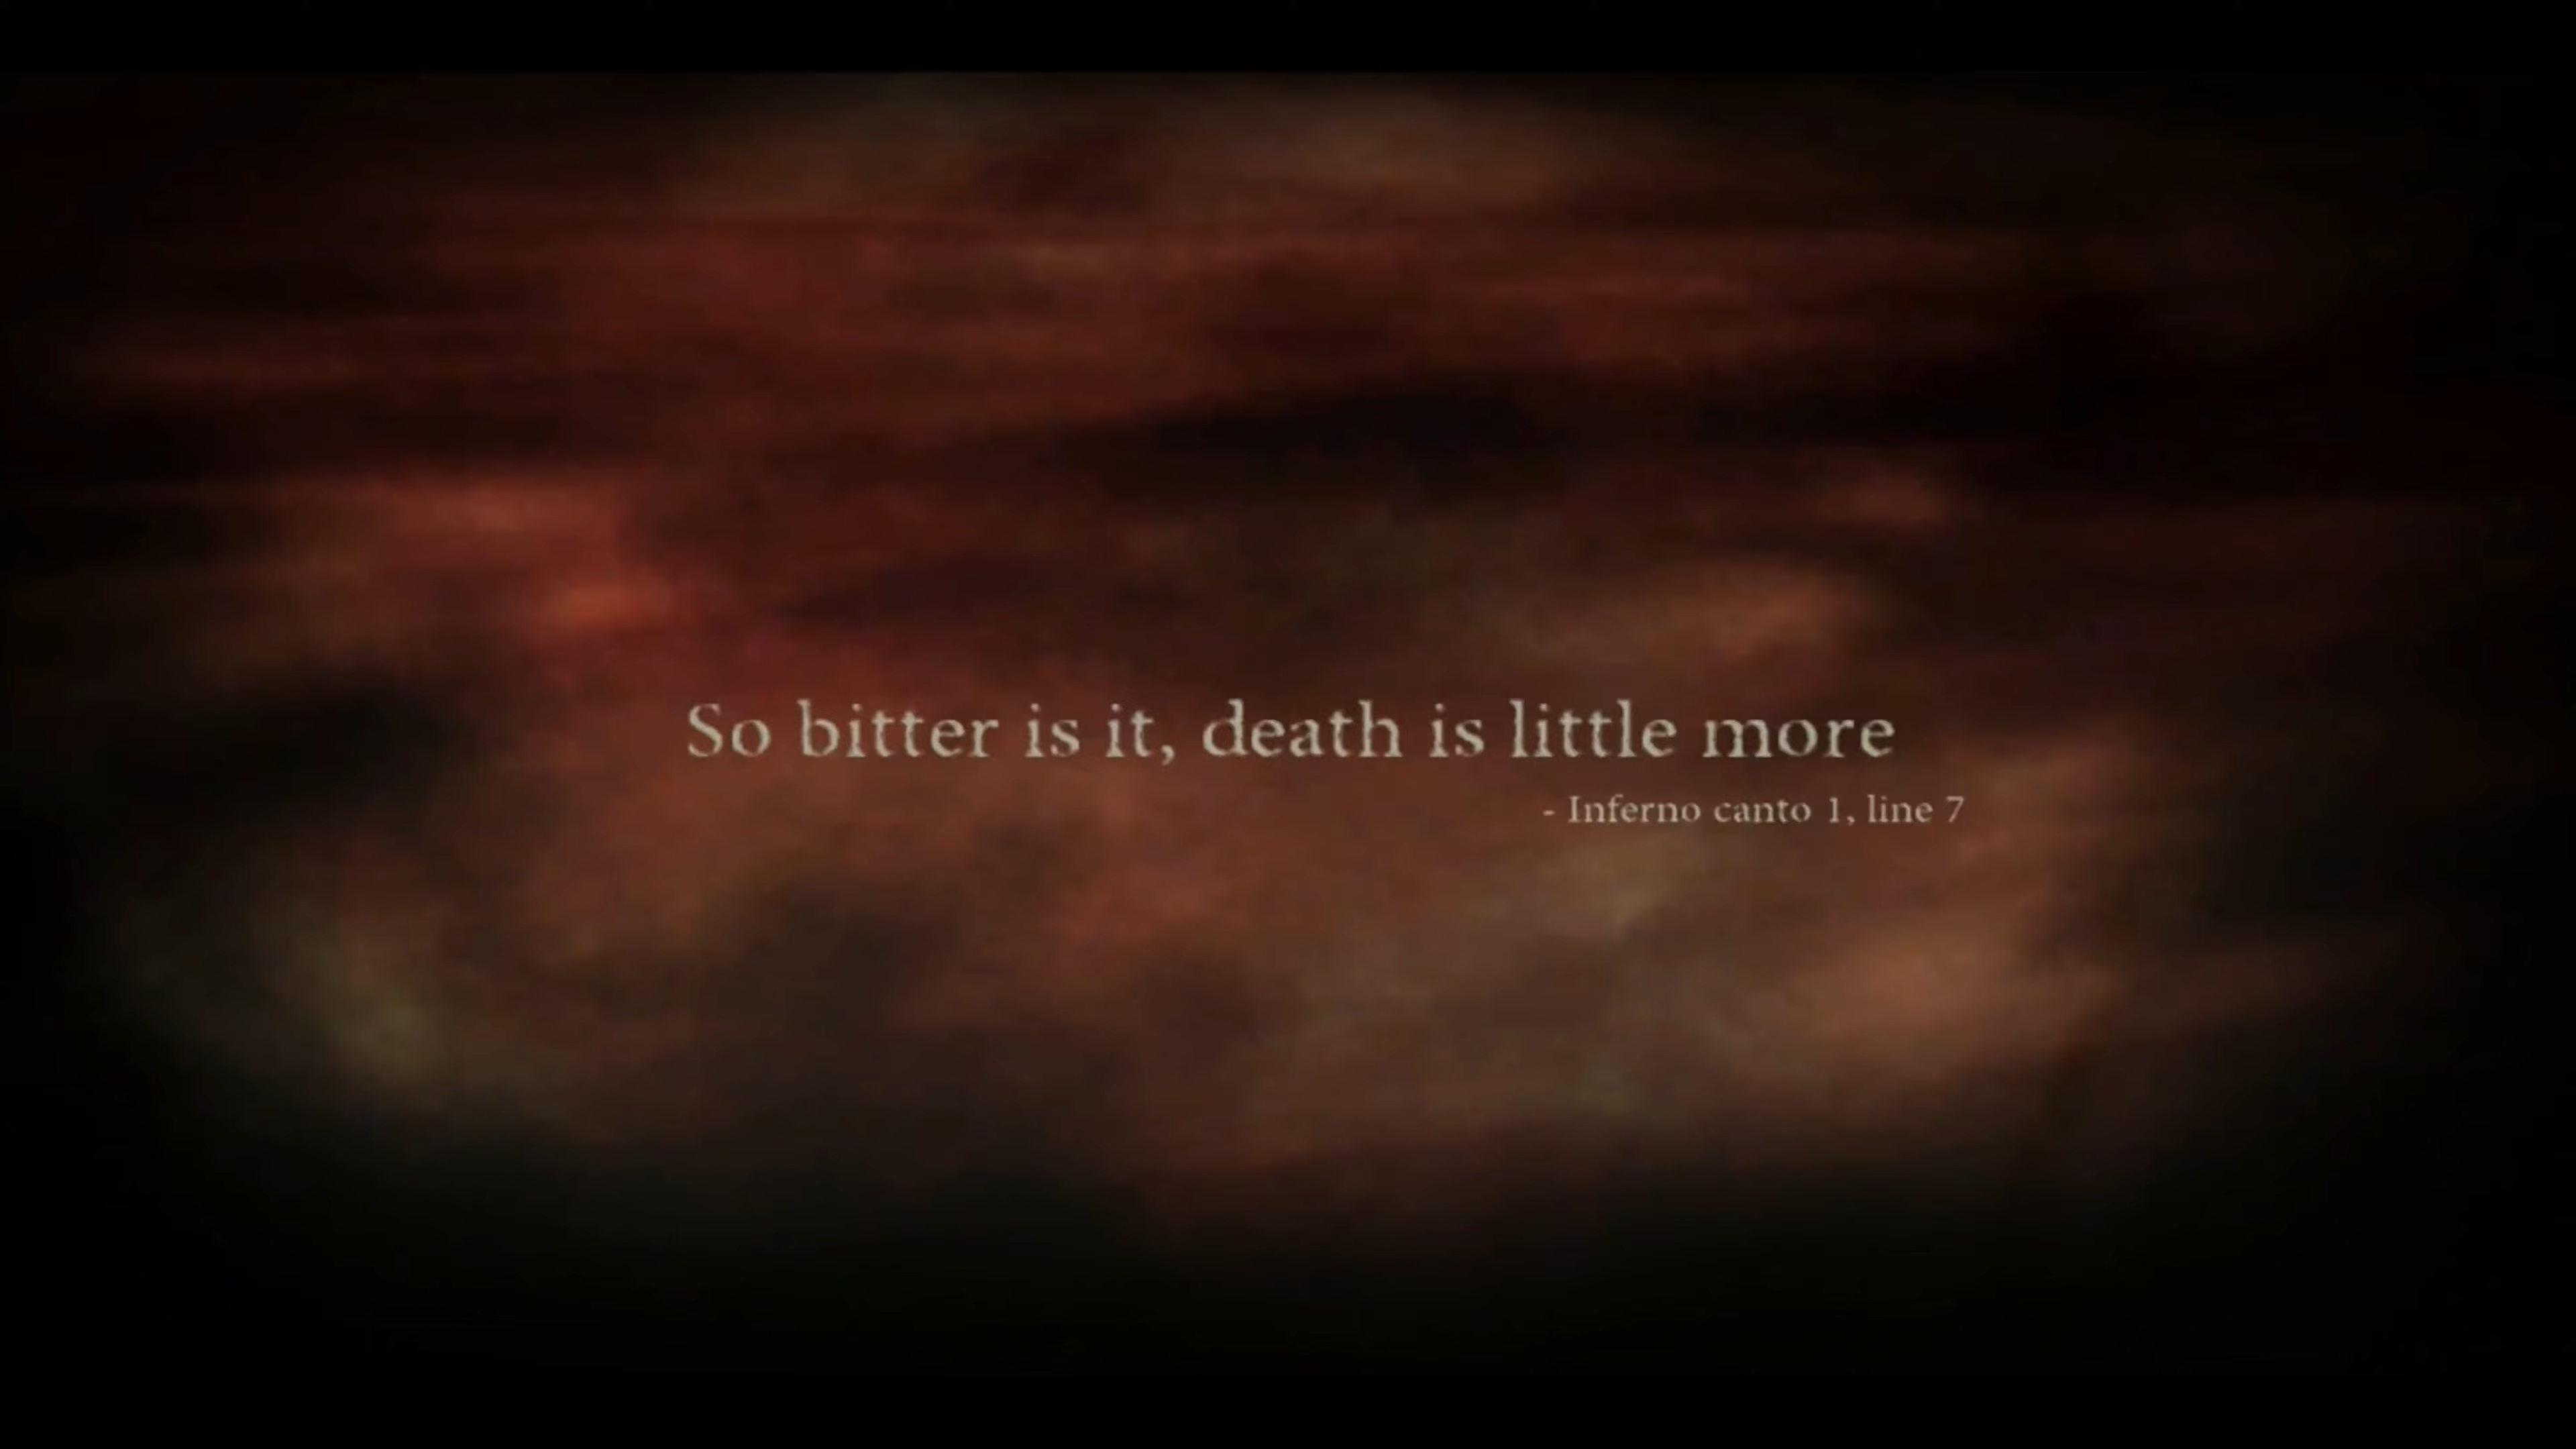 So bitter is it, death is little more
- Inferno canto 1, line 7